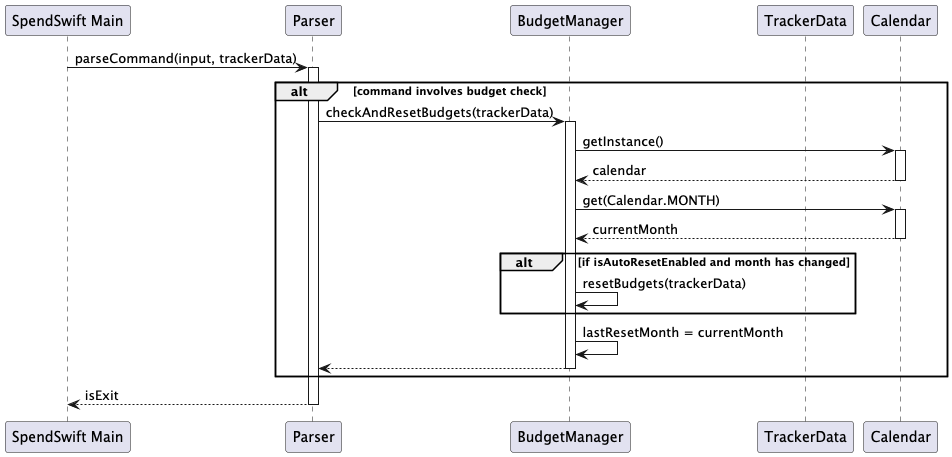 SpendSwift Main
Parser
BudgetManager
TrackerData
Calendar
parseCommand(input, trackerData)
alt
[command involves budget check]
checkAndResetBudgets(trackerData)
getInstance()
calendar
get(Calendar.MONTH)
currentMonth
alt
[if isAutoResetEnabled and month has changed]
resetBudgets(trackerData)
lastResetMonth = currentMonth
isExit
SpendSwift Main
Parser
BudgetManager
TrackerData
Calendar